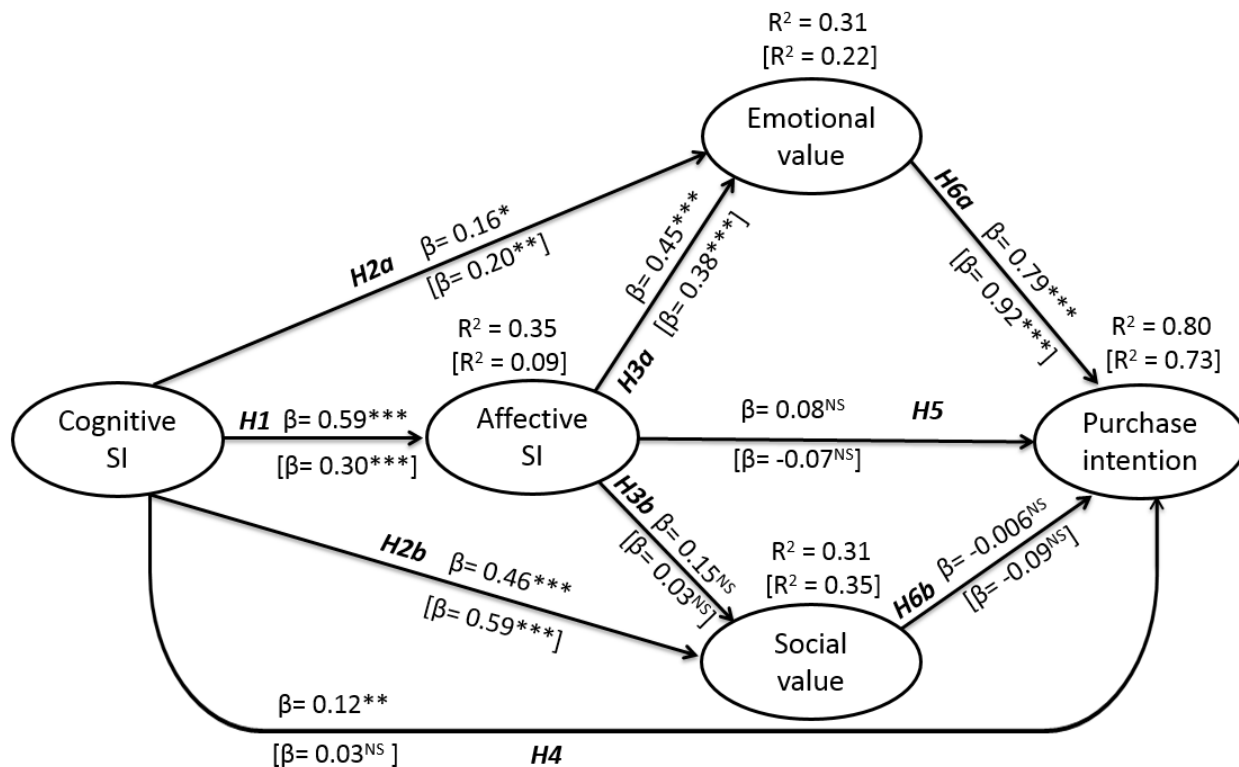 R² = 0.31
[R² = 0.22]
Emotional
value
H6a
β= 0.79***
[β= 0.92***]
H2a
β= 0.16*
[β= 0.20**]
β= 0.45***
[β= 0.38***]
H3a
R² = 0.35
[R² = 0.09]
R² = 0.80
[R² = 0.73]
Cognitive
SI
H1 β= 0.59***
[β= 0.30***]
Affective
SI
β= 0.08ᴺˢ H5
[β= -0.07ᴺˢ]
Purchase
intention
H3b
β= 0.15ᴺˢ
[β= 0.03ᴺˢ]
H2b
β= 0.46***
[β= 0.59***]
R² = 0.31
[R² = 0.35]
H6b
β= -0.006ᴺˢ
[β= -0.09ᴺˢ]
Social
value
β= 0.12**
[β= 0.03ᴺˢ ] H4